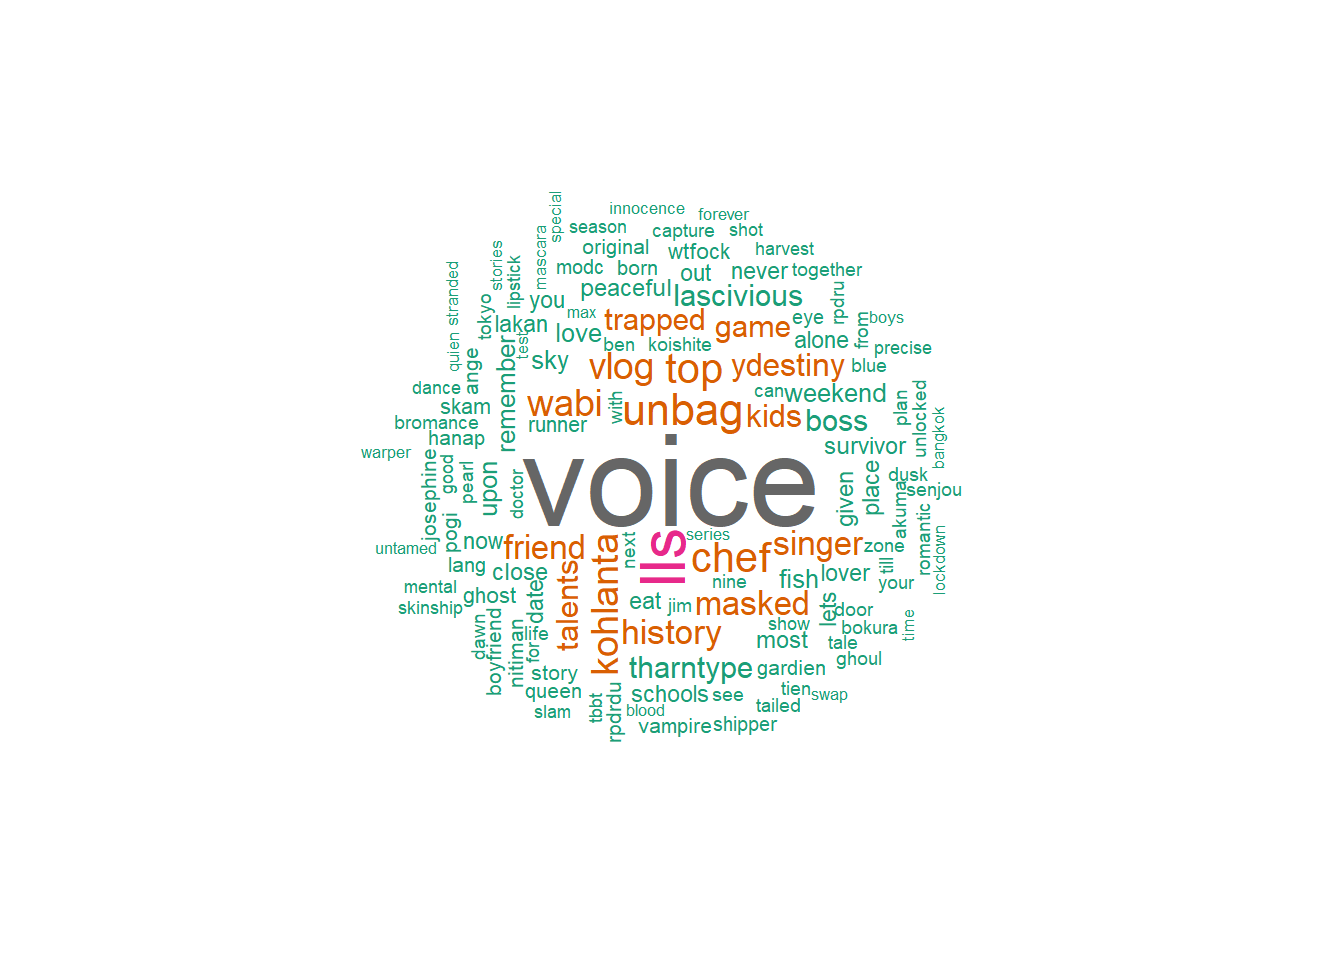 special
innocence
forever
season
capture
shot
mascara
original
wtfock
harvest
stories
lipstick
modc
born
out
never
together
stranded
peaceful
lascivious
rpdru
tokyo
you
max
trapped
game
eye
from
boys
lakan
love
ben
koishite
alone
precise
quien
test
sky
vlog
top
ydestiny
blue
ange
remember
dance
wabi
with
unbag
kids
can
weekend
plan
unlocked
skam
bromance
runner
boss
hanap
survivor
bangkok
warper
josephine
good
pearl
upon
doctor
voice
given
place
dusk
akuma
senjou
pogi
now
friend
kohlanta
next
lls
series
chef
singer
zone
romantic
lockdown
untamed
lang
close
talents
nine
fish
lover
till
your
mental
ghost
date
eat
jim
masked
lets
door
skinship
dawn
boyfriend
nitiman
life
for
history
show
most
bokura
tale
time
story
tharntype
gardien
ghoul
queen
schools
see
tien
swap
slam
tbbt
rpdrdu
blood
tailed
vampire
shipper